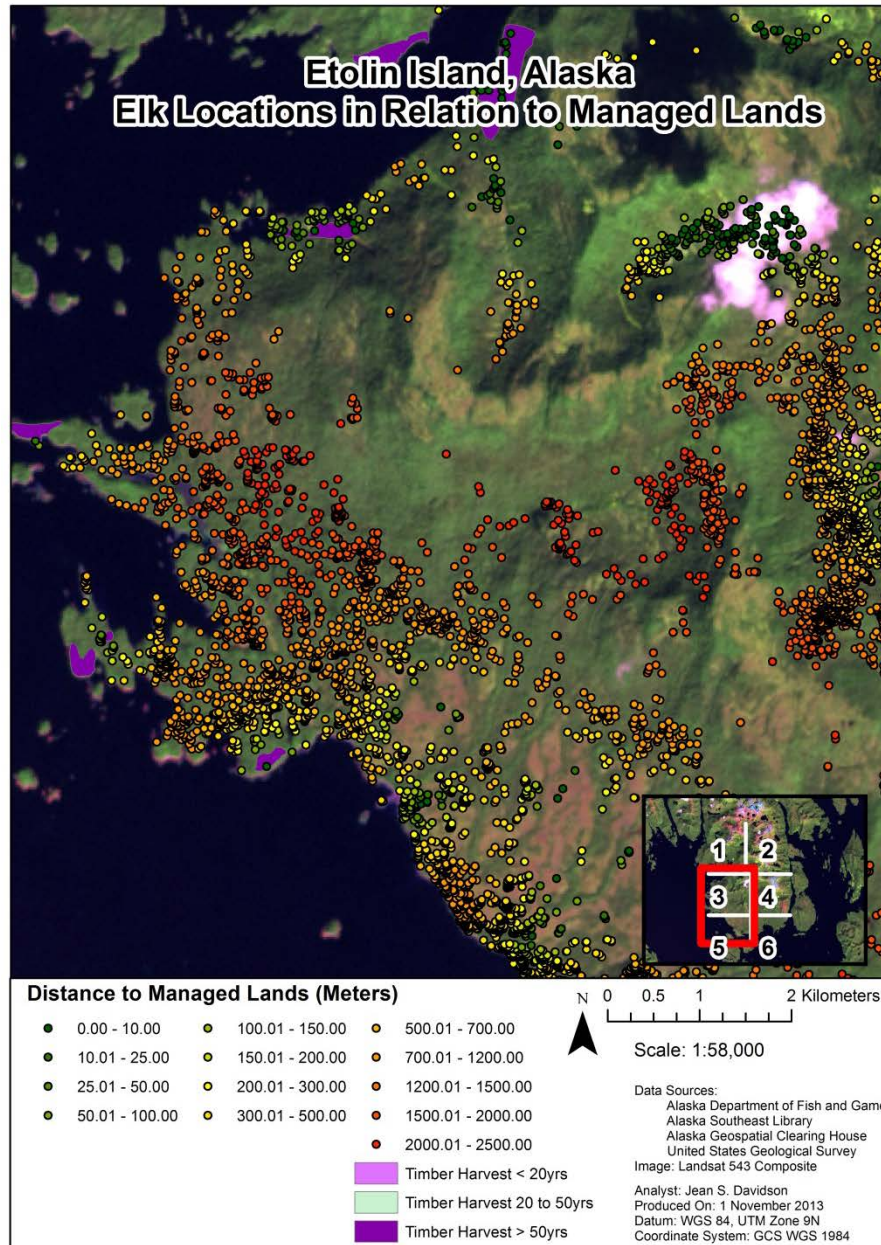 Etolin Island, Alaska
Elk Locations in Relation to Managed Lands
1 2
3 4
5 6
Distance to Managed Lands (Meters)
0.00 - 10.00
10.01 - 25.00
25.01 - 50.00
50.01 - 100.00
100.01 - 150.00
150.01 - 200.00
200.01 - 300.00
300.01 - 500.00
500.01 - 700.00
700.01 - 1200.00
1200.01 - 1500.00
1500.01 - 2000.00
2000.01 - 2500.00
Timber Harvest < 20yrs
Timber Harvest 20 to 50yrs
Timber Harvest > 50yrs
N
0 0.5 1 2 Kilometers
Scale: 1:58,000
Data Sources:
Alaska Department of Fish and Game
Alaska Southeast Library
Alaska Geospatial Clearing House
United States Geological Survey
Image: Landsat 543 Composite
Analyst: Jean S. Davidson
Produced On: 1 November 2013
Datum: WGS 84, UTM Zone 9N
Coordinate System: GCS WGS 1984